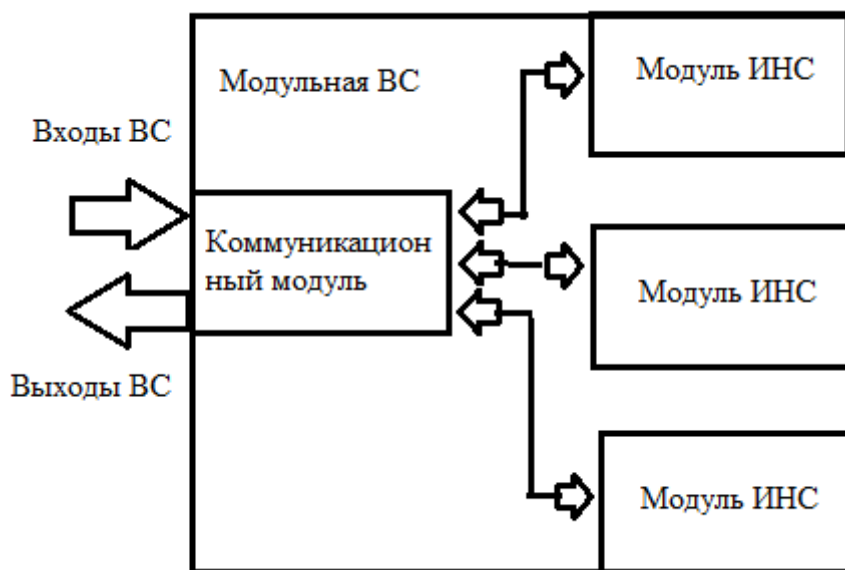 Модульная ВС
Модуль ИНС
Входы ВС
Коммуникацион
ный модуль
Модуль ИНС
Выходы ВС
Модуль ИНС